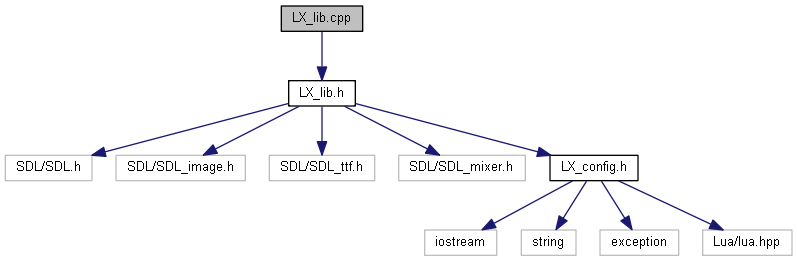 LX_lib.cpp
LX_lib.h
SDL/SDL.h
SDL/SDL_image.h
SDL/SDL_ttf.h
SDL/SDL_mixer.h
LX_config.h
iostream
string
exception
Lua/lua.hpp